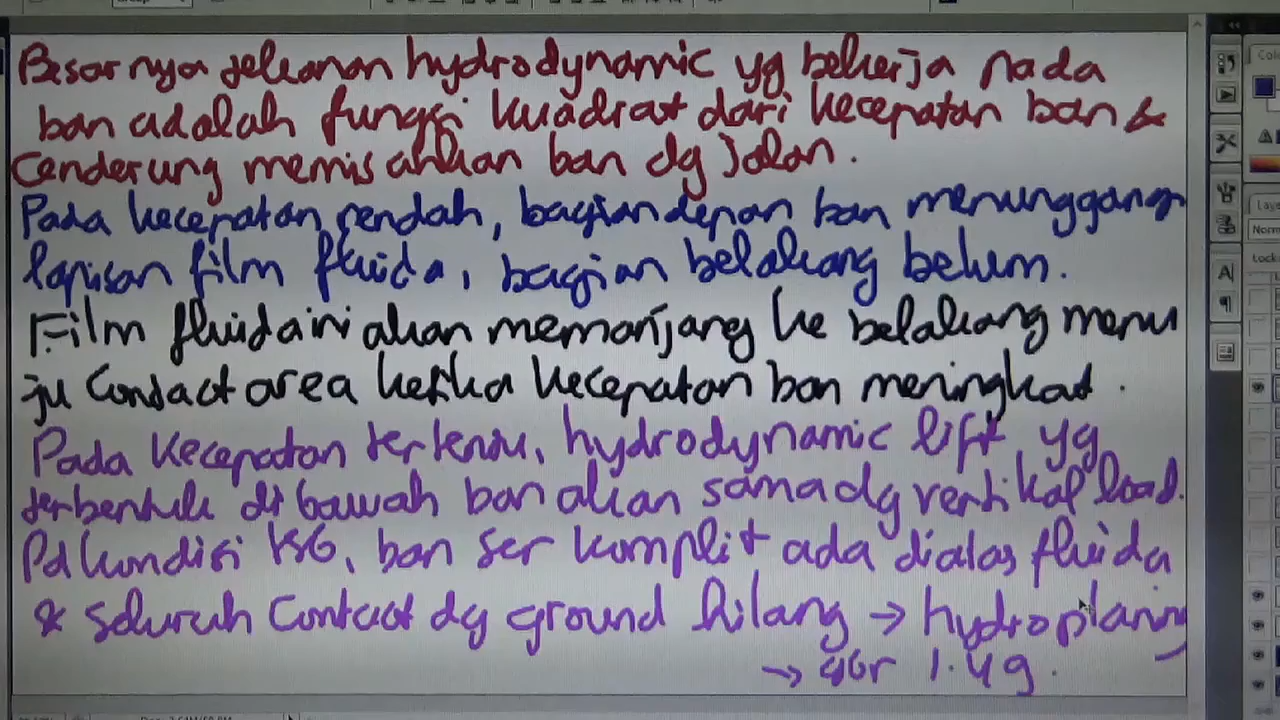 Besarnya tekanan hydrodynamic yg bekerja pada
ban adalah fungsi kuadrat dari kecepatan ban &
Cenderung memisahkan ban dg jalan.
Pada kecepatan rendah, bagian depan ban menunggangi
lapisan film fluida, bagian belakang belum.
Film fluida ini akan memanjang ke belakang menu
ju Contact area ketika kecepatan ban meningkat.
Pada kecepatan tertentu, hydrodynamic lift yg
terbentuk di bawah ban akan sama dg vertikal load.
Pd kondisi tsb, ban ser komplit ada diatas fluida
& seluruh Contact dg ground hilang → hydroplaning
→ gbr 1.49.